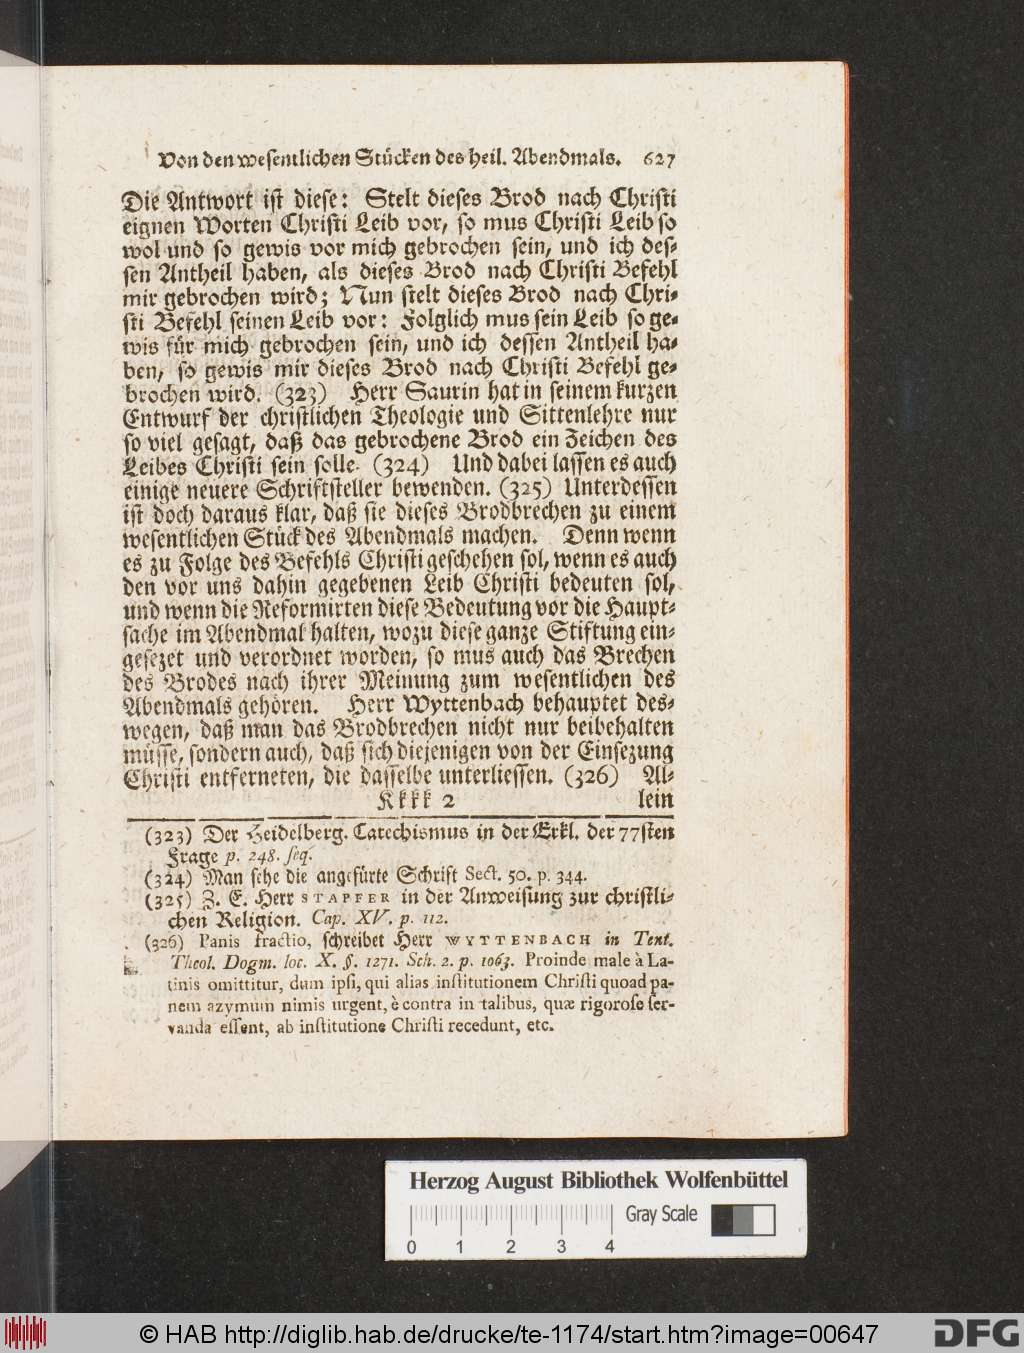 Von den wesentlichen Stücken des heil. Abendmals. 627
Die Antwort ist diese: Stelt dieses Brod nach Christi
eignen Worten Christi Leib vor, so mus Christi Leib so
wol und so gewis vor mich gebrochen sein, und ich des-
sen Antheil haben, als dieses Brod nach Christi Befehl
mir gebrochen wird; Nun stelt dieses Brod nach Chri-
sti Befehl seinen Leib vor: Folglich mus sein Leib so ge-
wis für mich gebrochen sein, und ich dessen Antheil ha-
ben, so gewis mir dieses Brod nach Christi Befehl ge-
brochen wird. (323) Herr Saurin hat in seinem kurzen
Entwurf der christlichen Theologie und Sittenlehre nur
so viel gesagt, daß das gebrochene Brod ein Zeichen des
Leibes Christi sein solle. (324) Und dabei lassen es auch
einige neuere Schriftsteller bewenden. (325) Unterdessen
ist doch daraus klar, daß sie dieses Brodbrechen zu einem
wesentlichen Stück des Abendmals machen. Denn wenn
es zu Folge des Befehls Christi geschehen sol, wenn es auch
den vor uns dahin gegebenen Leib Christi bedeuten sol,
und wenn die Reformirten diese Bedeutung vor die Haupt-
sache im Abendmal halten, wozu diese ganze Stiftung ein-
gesezet und verordnet worden, so mus auch das Brechen
des Brodes nach ihrer Meinung zum wesentlichen des
Abendmals gehören. Herr Wyttenbach behauptet des-
wegen, daß man das Brodbrechen nicht nur beibehalten
müsse, sondern auch, daß sich diejenigen von der Einsezung
Christi entferneten, die dasselbe unterliessen. (326) Al-
Kkkk 2 lein
(323) Der Heidelberg. Catechismus in der Erkl. der 77sten
Frage p. 248. seq.
(324) Man sehe die angefürte Schrift Sect. 50. p. 344.
(325) Z. E. Herr STAPFER in der Anweisung zur christli-
chen Religion. Cap. XV. p. 112.
(326) Panis fractio, schreibet Herr WYTTENBACH in Tent.
Theol. Dogm. loc. X. §. 1271. Sch. 2. p. 1063. Proinde male à La-
tinis omittitur, dum ipsi, qui alias institutionem Christi quoad pa-
nem azymum nimis urgent, è contra in talibus, quæ rigorose ser-
vanda essent, ab institutione Christi recedunt, etc.
Herzog August Bibliothek Wolfenbüttel
Gray Scale
0 1 2 3 4
© HAB http://diglib.hab.de/drucke/te-1174/start.htm?image=00647
DFG